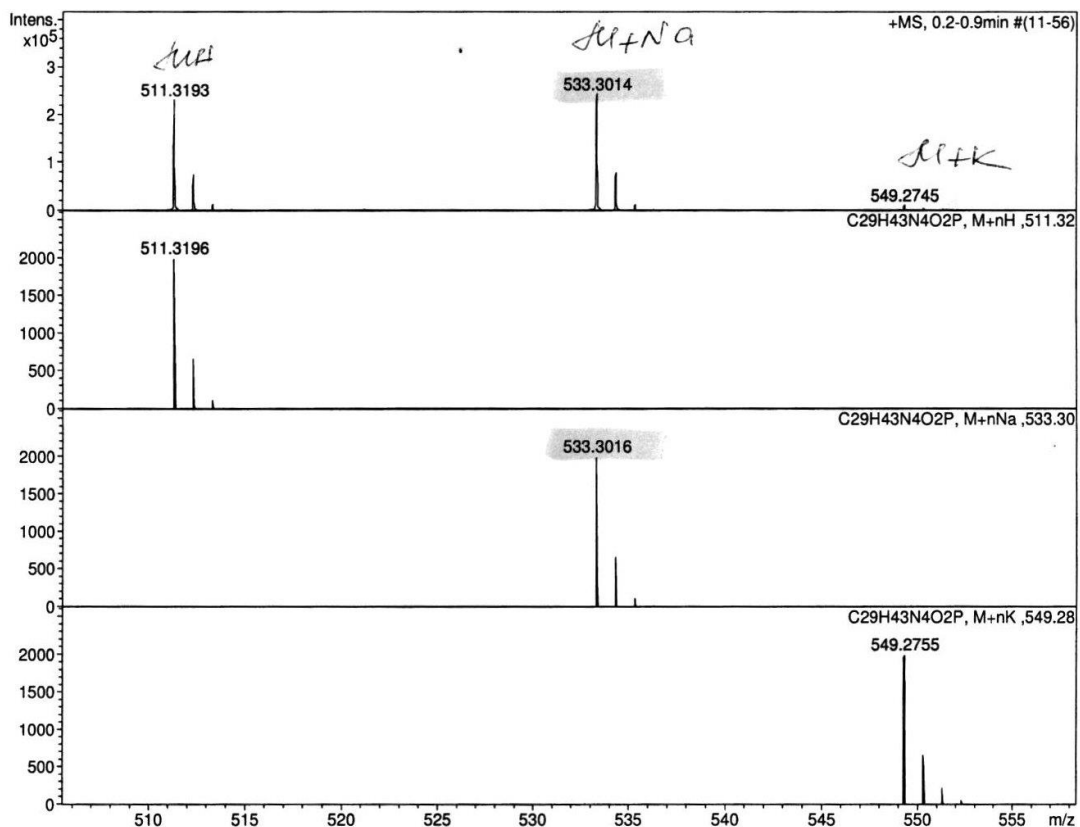 Intens.
x10⁵
+MS, 0.2-0.9min #(11-56)
MH
M+Na
M+K
511.3193
533.3014
549.2745
3
2
1
0
C29H43N4O2P, M+nH ,511.32
511.3196
2000
1500
1000
500
0
C29H43N4O2P, M+nNa ,533.30
533.3016
2000
1500
1000
500
0
C29H43N4O2P, M+nK ,549.28
549.2755
2000
1500
1000
500
0
510 515 520 525 530 535 540 545 550 555 m/z